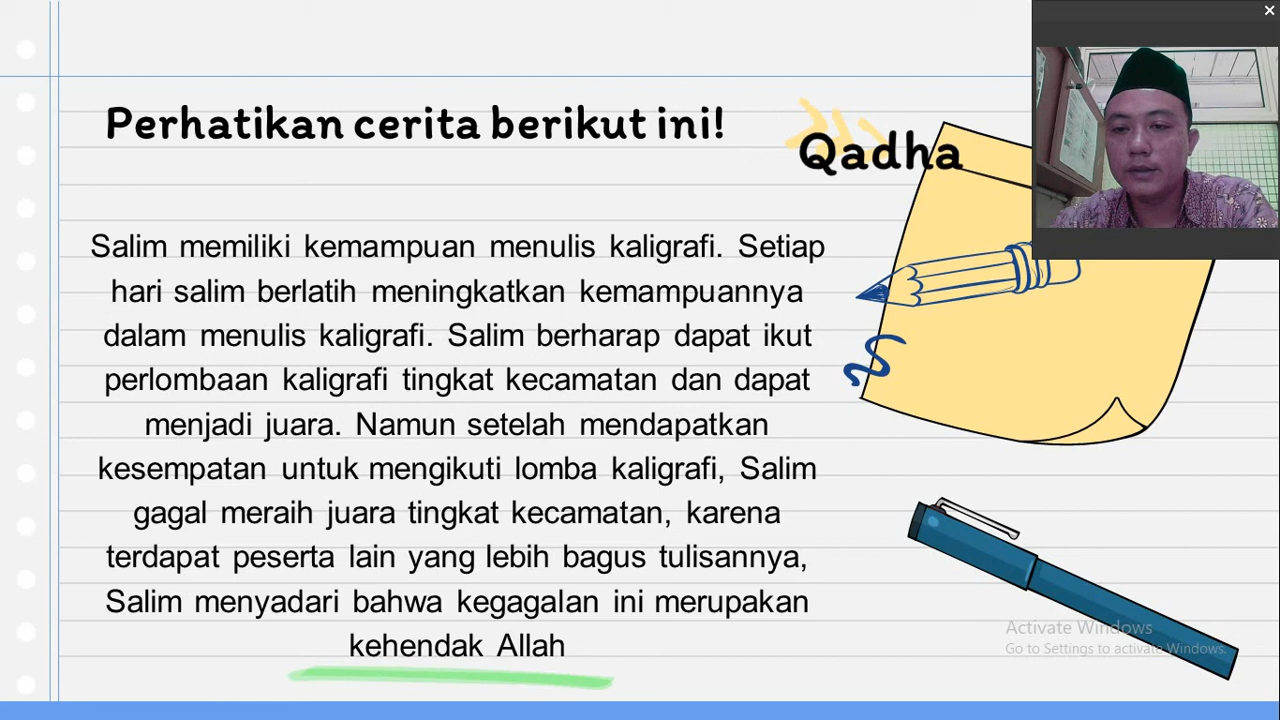 Perhatikan cerita berikut ini!
Qadha
Salim memiliki kemampuan menulis kaligrafi. Setiap
hari salim berlatih meningkatkan kemampuannya
dalam menulis kaligrafi. Salim berharap dapat ikut
perlombaan kaligrafi tingkat kecamatan dan dapat
menjadi juara. Namun setelah mendapatkan
kesempatan untuk mengikuti lomba kaligrafi, Salim
gagal meraih juara tingkat kecamatan, karena
terdapat peserta lain yang lebih bagus tulisannya,
Salim menyadari bahwa kegagalan ini merupakan
kehendak Allah
Activate Windows
Go to Settings to activate Windows.